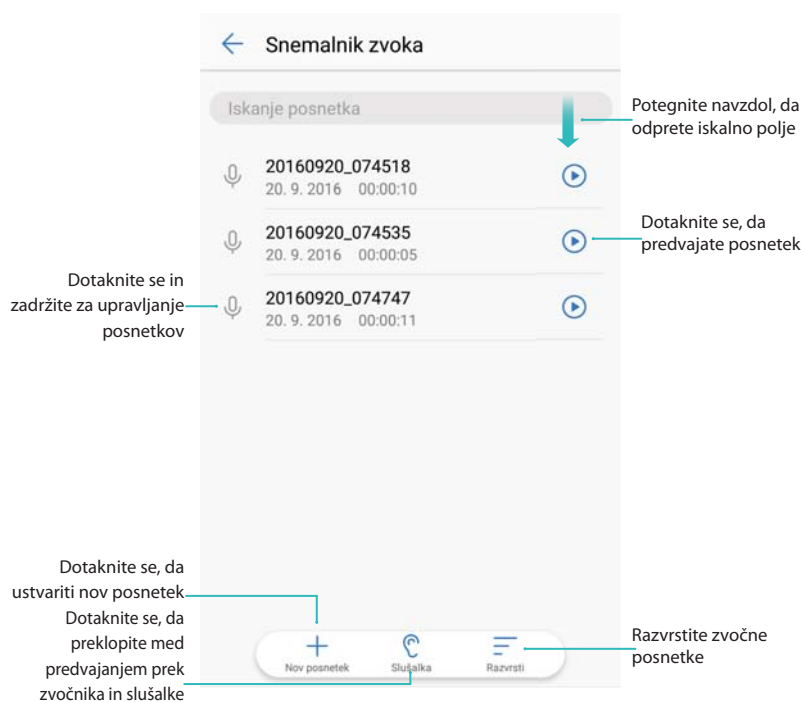 Snemalnik zvoka
Iskanje posnetka
Potegnite navzdol, da
odprete iskalno polje
20160920_074518
20. 9. 2016 00:00:10
20160920_074535
20. 9. 2016 00:00:05
Dotaknite se, da
predvajate posnetek
20160920_074747
20. 9. 2016 00:00:11
Dotaknite se in
zadržite za upravljanje
posnetkov
Dotaknite se, da
ustvariti nov posnetek
Dotaknite se, da
preklopite med
predvajanjem prek
zvočnika in slušalke
Nov posnetek
Slušalka
Razvrsti
Razvrstite zvočne
posnetke